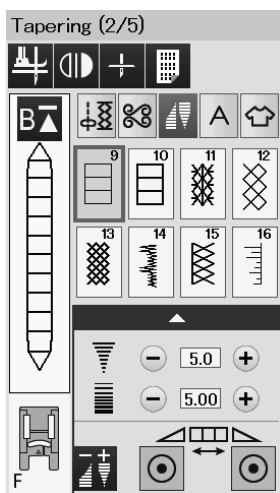 Tapering (2/5)
B
A
9 10 11 12
13 14 15 16
− 5.0 +
− 5.00 +
F
− +